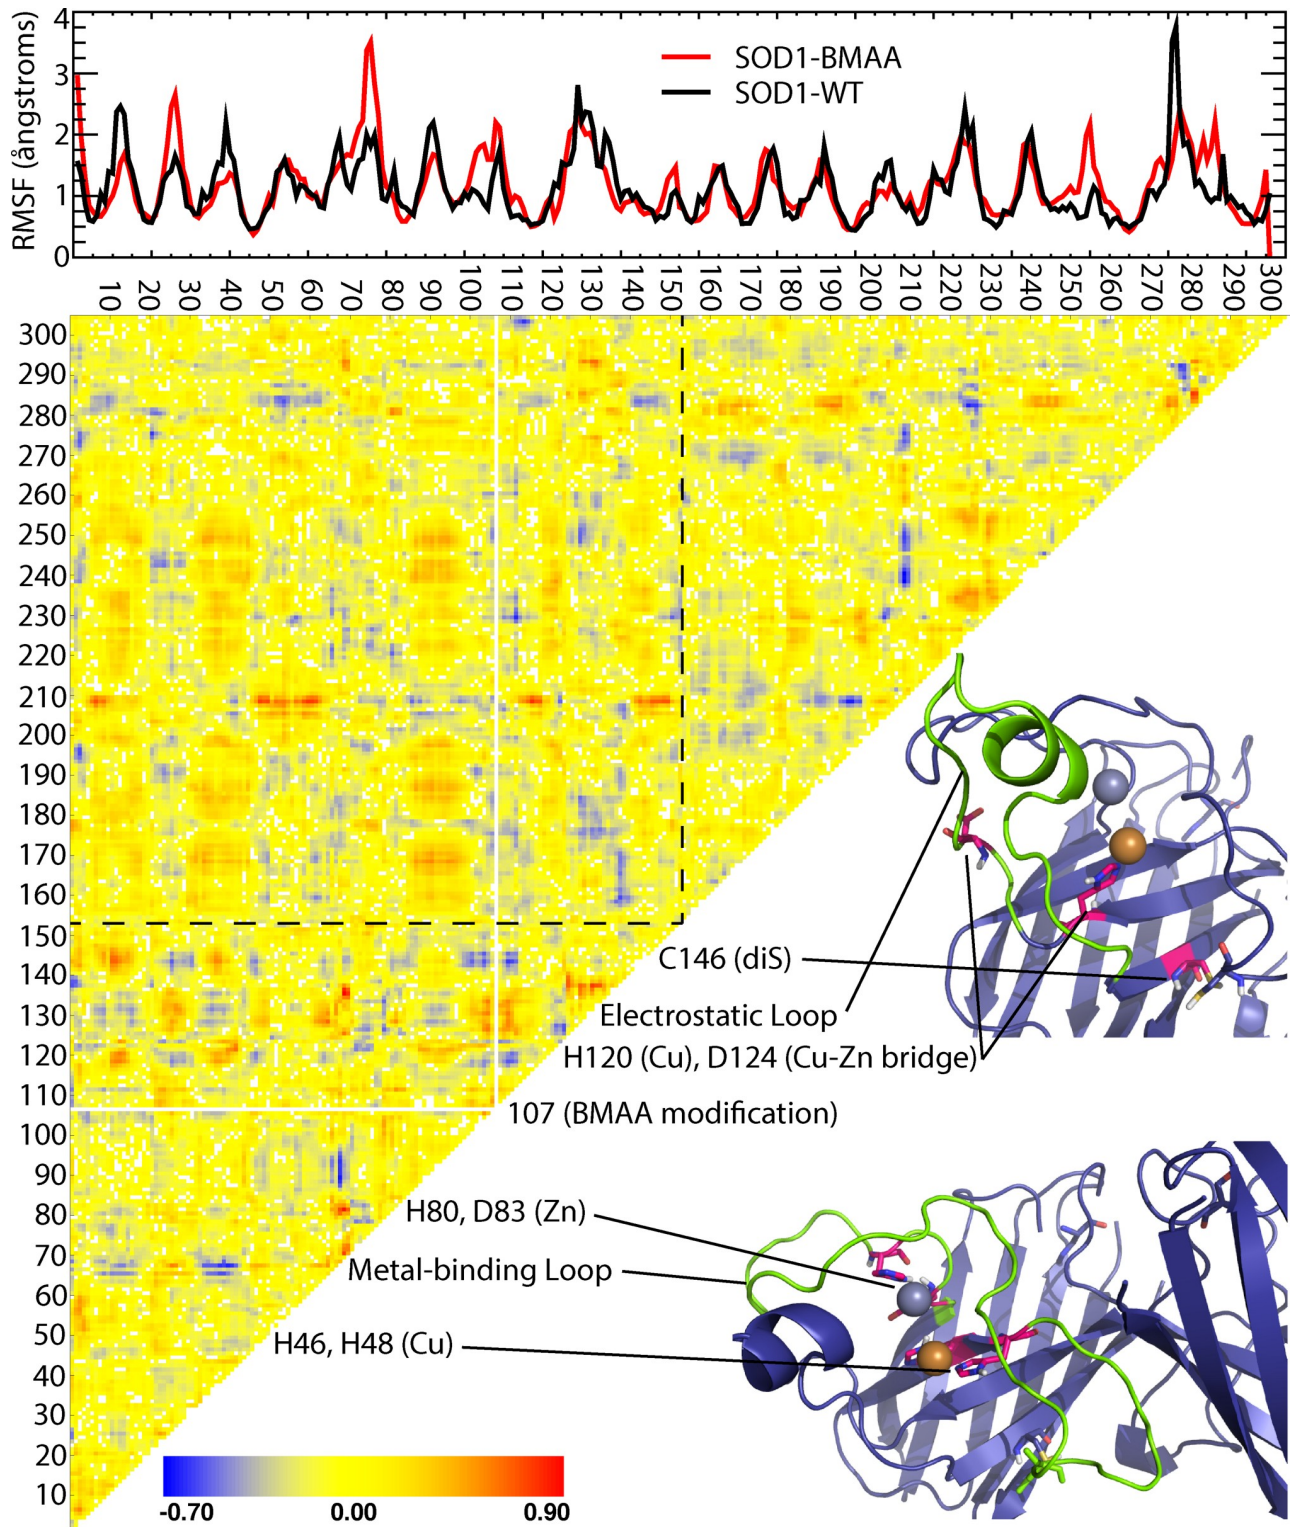 RMSF (ångstroms)
4
3
2
1
0
SOD1-BMAA
SOD1-WT
10 20 30 40 50 60 70 80 90 100 110 120 130 140 150 160 170 180 190 200 210 220 230 240 250 260 270 280 290 300
300
290
280
270
260
250
240
230
220
210
200
190
180
170
160
150
140
130
120
110
100
90
80
70
60
50
40
30
20
10
C146 (diS)
Electrostatic Loop
H120 (Cu), D124 (Cu-Zn bridge)
107 (BMAA modification)
H80, D83 (Zn)
Metal-binding Loop
H46, H48 (Cu)
-0.70 0.00 0.90